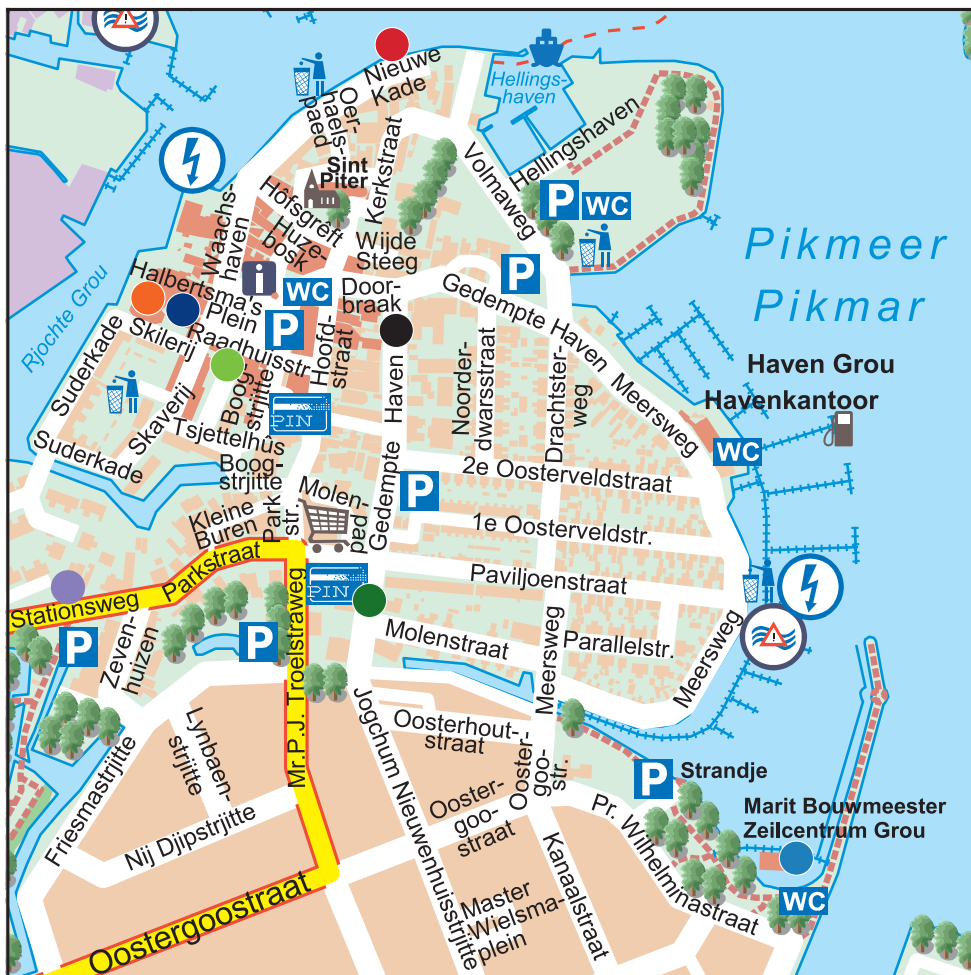 Nieuwe
Kade
Oer-
haels-
paed
Hellings-
haven
Sint
Piter
Kerkstraat
Volmaweg
Hellingshaven
P
WC
Waachs-
haven
Hôfsgrêft
Huze-
bosk
Wijde
Steeg
Pikmeer
Pikmar
Rjochte Grou
Halbertsma's
Plein
i
WC
P
Door-
braak
P
Gedempte Haven
Skilerij
Raadhuisstr.
Hoofd-
straat
Suderkade
Skaverij
Boog-
strjitte
PIN
Gedempte Haven
Noorder-
dwarsstraat
Drachtster-
weg
Meersweg
Haven Grou
Havenkantoor
WC
Tsjettelhûs
Suderkade
Boog-
strjitte
2e Oosterveldstraat
Molen-
pad
P
Kleine
Buren
Park
str.
1e Oosterveldstr.
Parkstraat
Stationsweg
PIN
Paviljoenstraat
P
Zeven-
huizen
P
Mr.P.J. Troelstraweg
Molenstraat
Meersweg
Parallelstr.
Meersweg
Lynbaen-
strjitte
Friesmastrjitte
Nij Djipstrjitte
Jogchum Nieuwenhuisstrjitte
Oosterhout-
straat
Ooster-
goo-
str.
Ooster-
goo-
straat
P
Strandje
Pr. Wilhelminastraat
Marit Bouwmeester
Zeilcentrum Grou
WC
Kanaalstraat
Master
Wielsma-
plein
Oostergoostraat